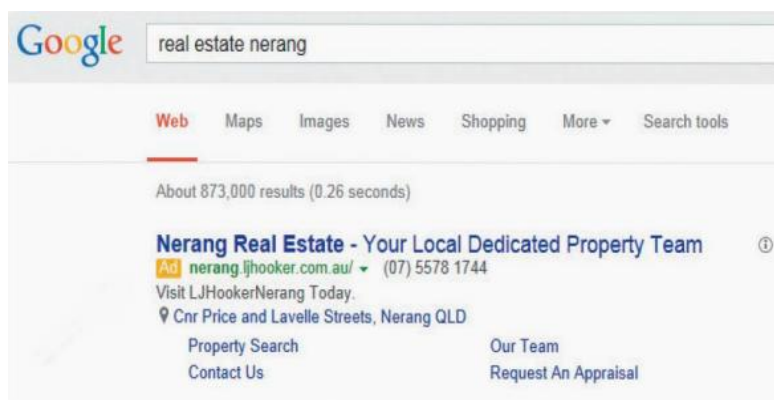 Google real estate nerang
Web Maps Images News Shopping More Search tools
About 873,000 results (0.26 seconds)
Nerang Real Estate - Your Local Dedicated Property Team
Ad nerang.ljhooker.com.au/ (07) 5578 1744
Visit LJHookerNerang Today.
Cnr Price and Lavelle Streets, Nerang QLD
Property Search Our Team
Contact Us Request An Appraisal